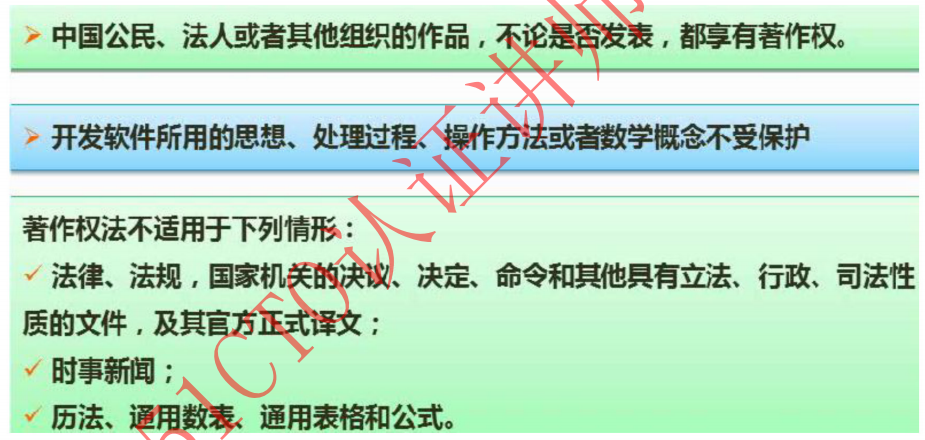 中国公民、法人或者其他组织的作品，不论是否发表，都享有著作权。
开发软件所用的思想、处理过程、操作方法或者数学概念不受保护
著作权法不适用于下列情形：
法律、法规，国家机关的决议、决定、命令和其他具有立法、行政、司法性
质的文件，及其官方正式译文；
时事新闻；
历法、通用数表、通用表格和公式。
51CTO认证讲师